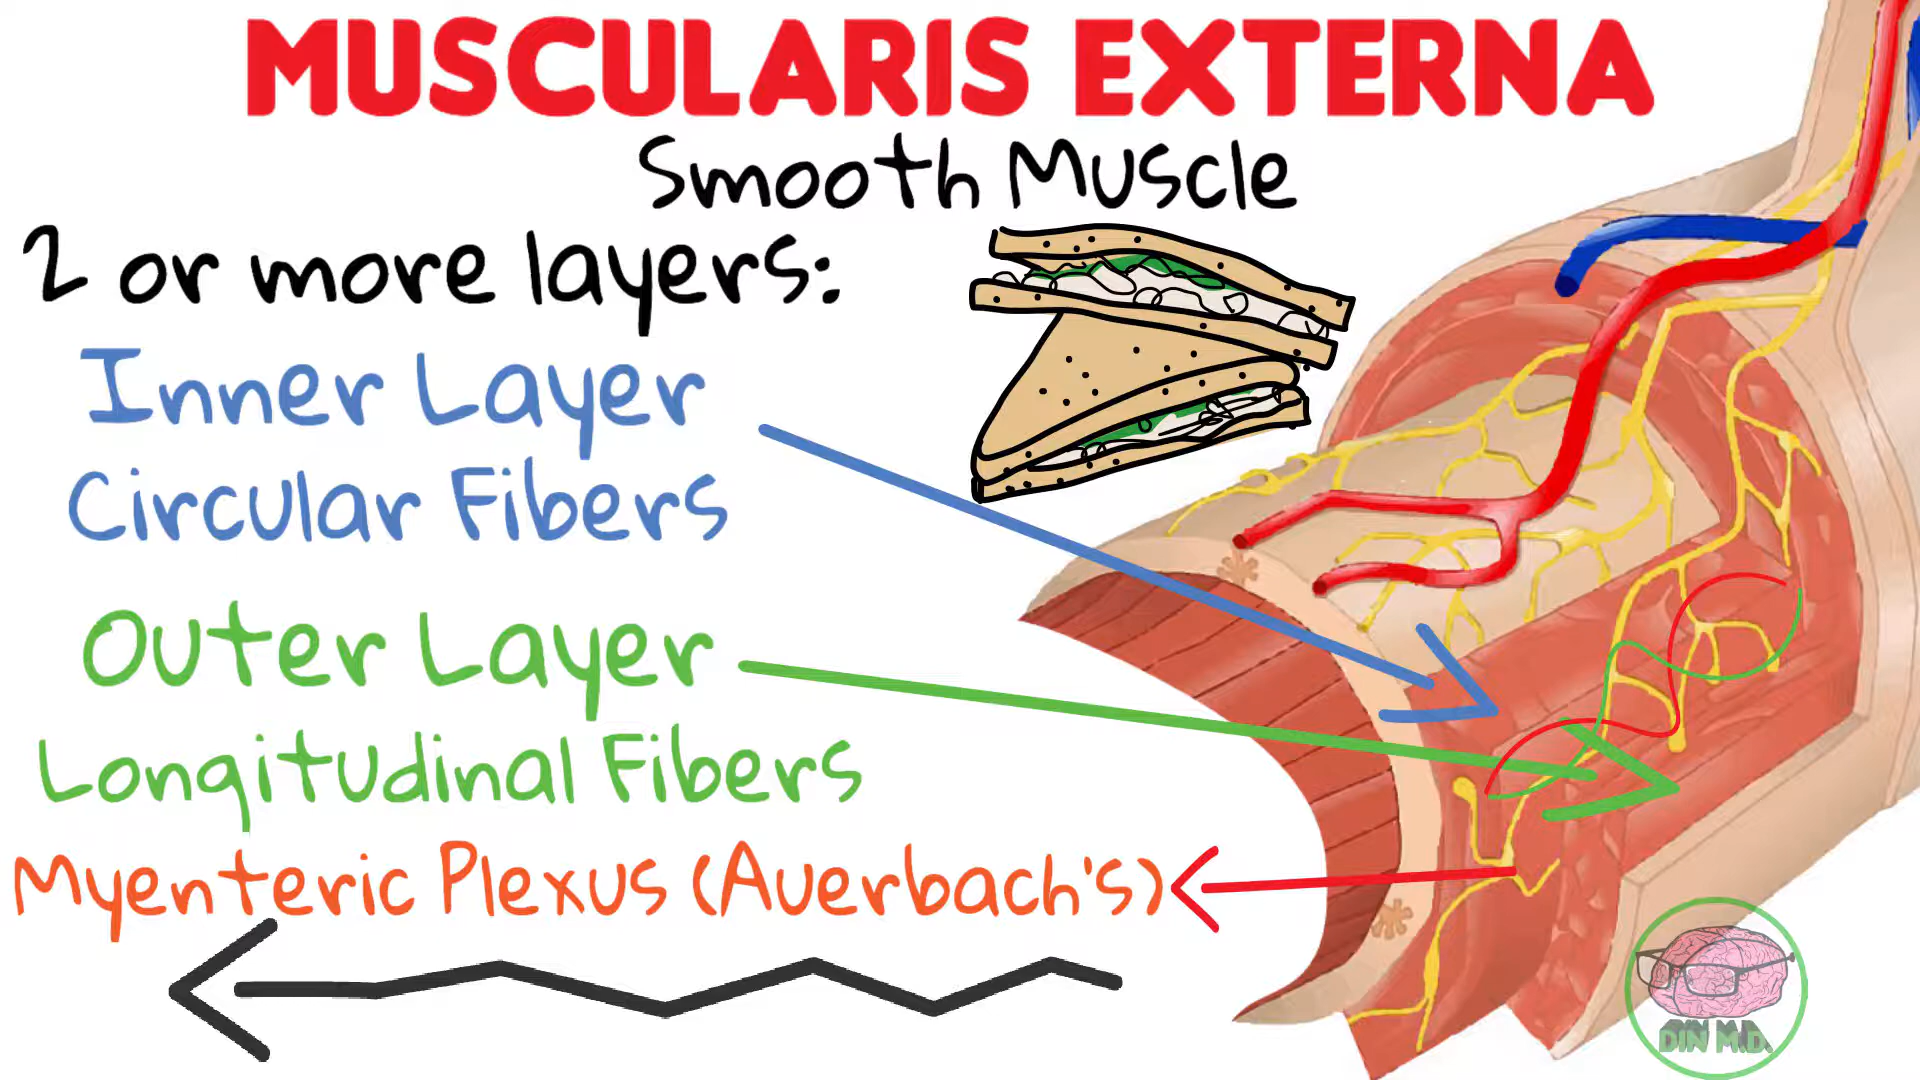 MUSCULARIS EXTERNA
Smooth Muscle
2 or more layers:
Inner Layer
Circular Fibers
Outer Layer
Longitudinal Fibers
Myenteric Plexus (Auerbach's)
DIN M.D.